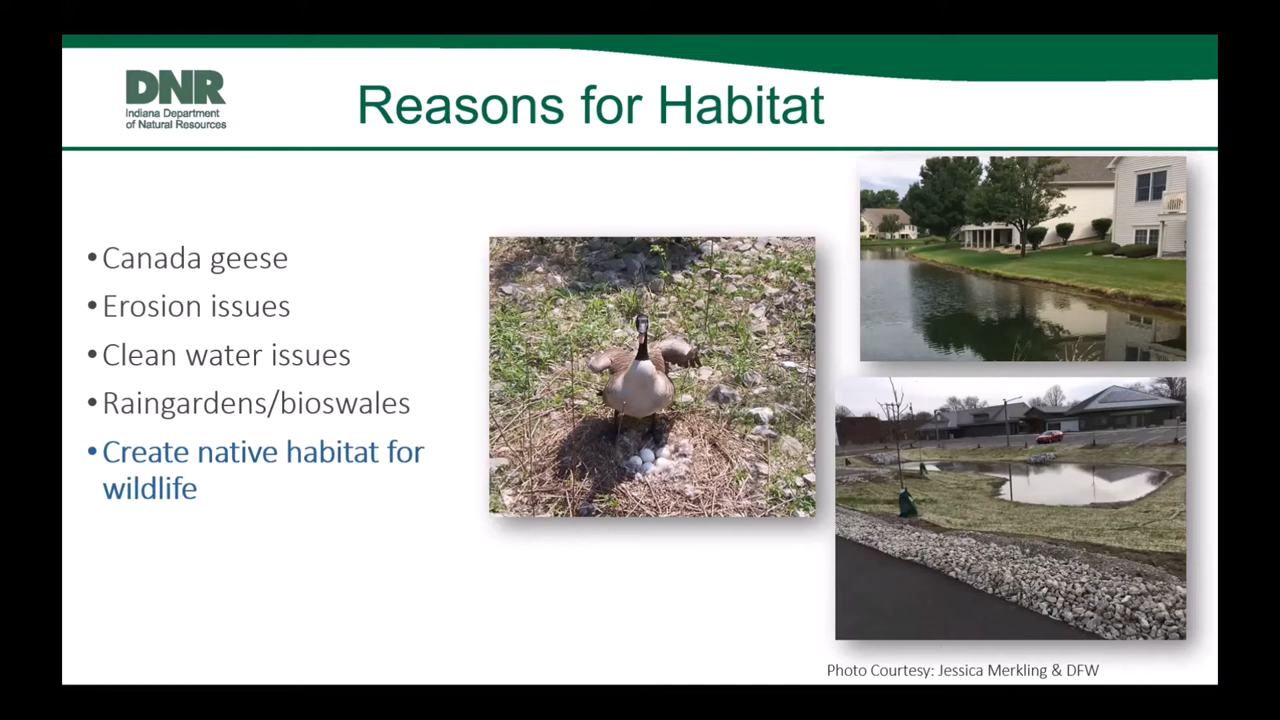 DNR
Indiana Department
of Natural Resources
Reasons for Habitat
• Canada geese
• Erosion issues
• Clean water issues
• Raingardens/bioswales
• Create native habitat for
wildlife
Photo Courtesy: Jessica Merkling & DFW